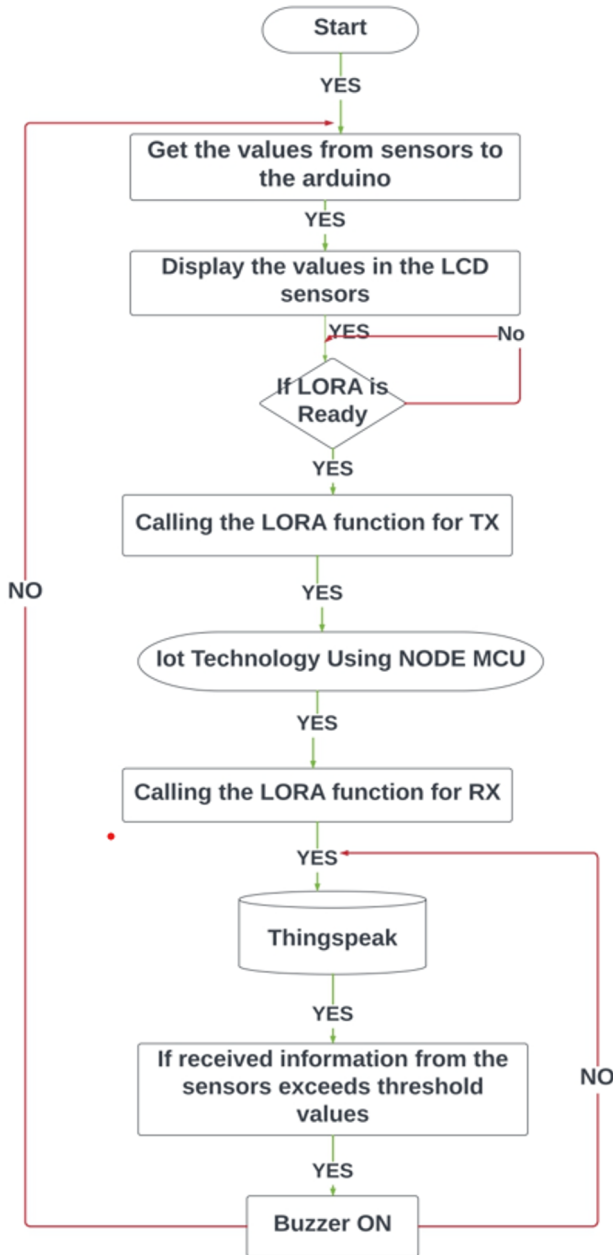 Start
YES
Get the values from sensors to
the arduino
YES
Display the values in the LCD
sensors
YES
No
If LORA is
Ready
YES
Calling the LORA function for TX
NO
YES
Iot Technology Using NODE MCU
YES
Calling the LORA function for RX
YES
Thingspeak
YES
If received information from the
sensors exceeds threshold
values
NO
YES
Buzzer ON